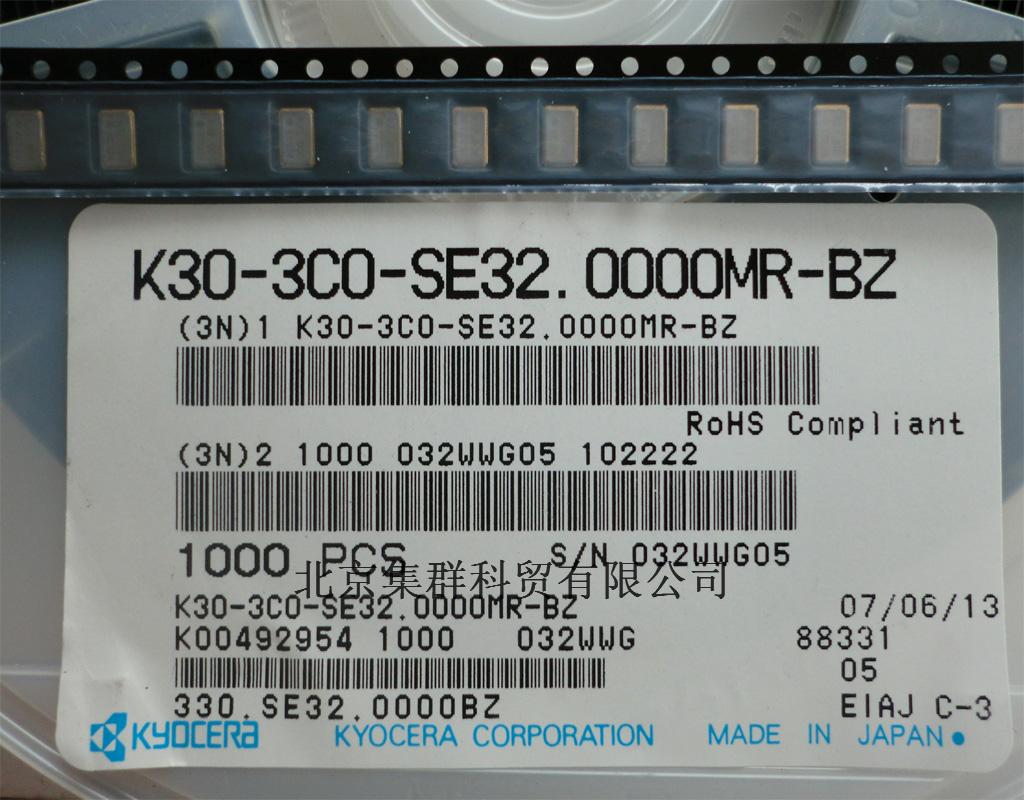 K30-3C0-SE32.0000MR-BZ
(3N)1 K30-3C0-SE32.0000MR-BZ
RoHS Compliant
(3N)2 1000 032WWG05 102222
1000 PCS S/N 032WWG05
北京集群科贸有限公司
K30-3C0-SE32.0000MR-BZ 07/06/13
K00492954 1000 032WWG 88331
05
330.SE32.0000BZ EIAJ C-3
KYOCERA KYOCERA CORPORATION MADE IN JAPAN